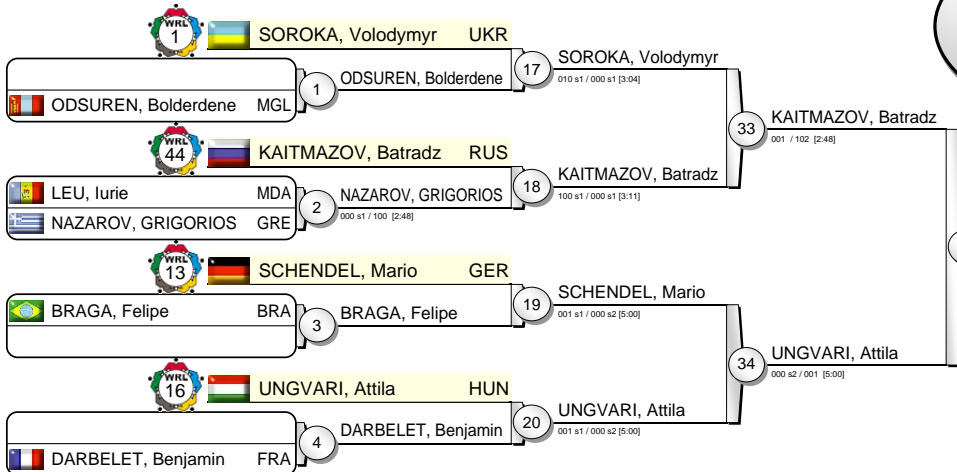 WRL
1
SOROKA, Volodymyr UKR
ODSUREN, Bolderdene MGL
1
ODSUREN, Bolderdene
17
SOROKA, Volodymyr
010 s1 / 000 s1 [3:04]
WRL
44
KAITMAZOV, Batradz RUS
LEU, Iurie MDA
NAZAROV, GRIGORIOS GRE
2
NAZAROV, GRIGORIOS
000 s1 / 100 [2:48]
18
KAITMAZOV, Batradz
100 s1 / 000 s1 [3:11]
33
KAITMAZOV, Batradz
001 / 102 [2:48]
WRL
13
SCHENDEL, Mario GER
BRAGA, Felipe BRA
3
BRAGA, Felipe
19
SCHENDEL, Mario
001 s1 / 000 s2 [5:00]
WRL
16
UNGVARI, Attila HUN
DARBELET, Benjamin FRA
4
DARBELET, Benjamin
20
UNGVARI, Attila
001 s1 / 000 s2 [5:00]
34
UNGVARI, Attila
000 s2 / 001 [5:00]